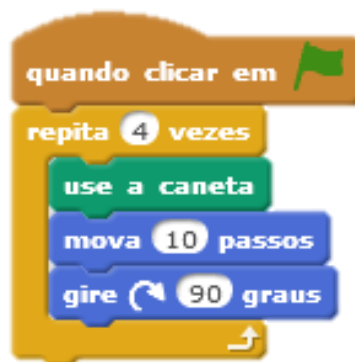 quando clicar em
repita 4 vezes
use a caneta
mova 10 passos
gire 90 graus